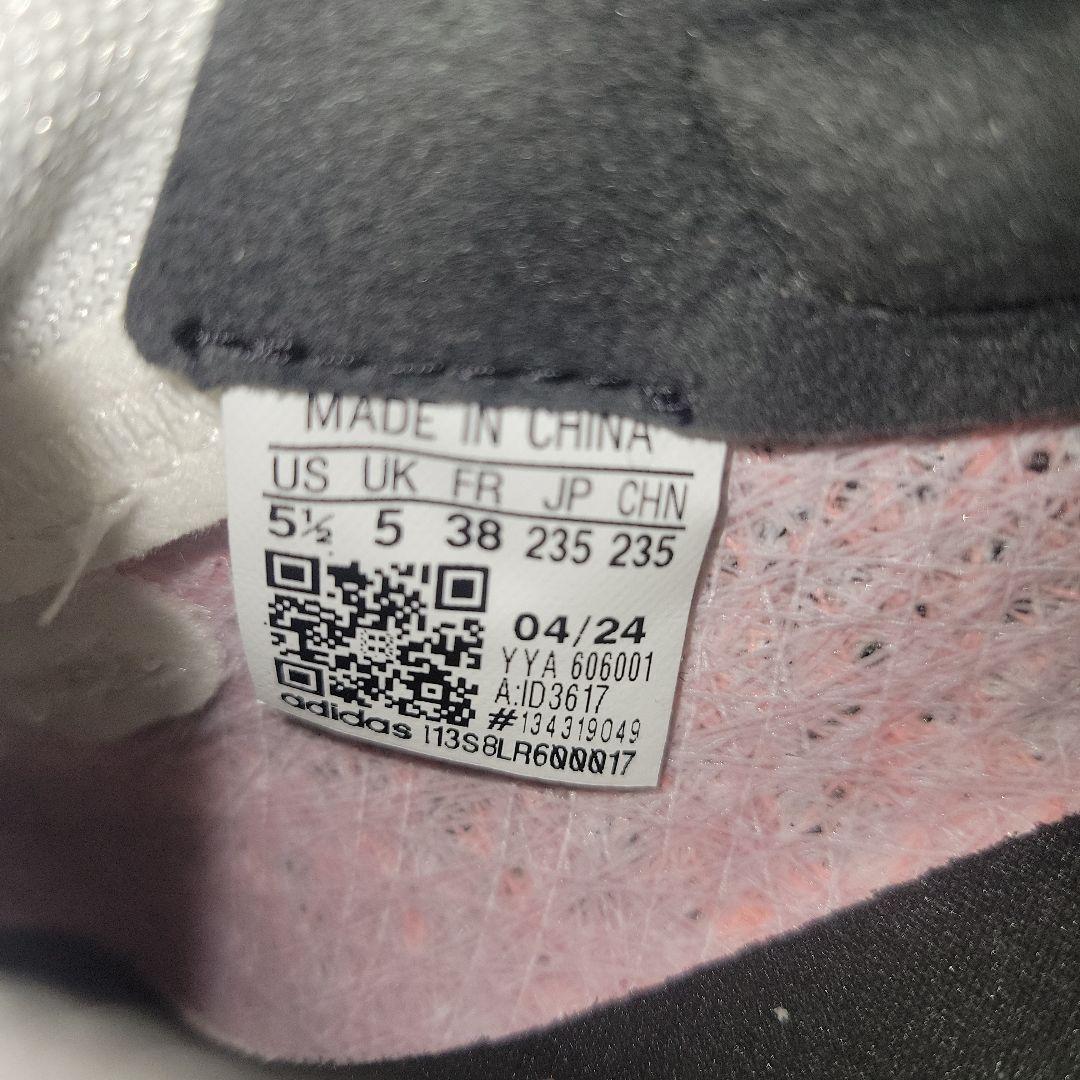 MADE IN CHINA
US UK FR JP CHN
5½ 5 38 235 235
04/24
YYA 606001
A:ID3617
#134319049
adidas 113S8LR600017